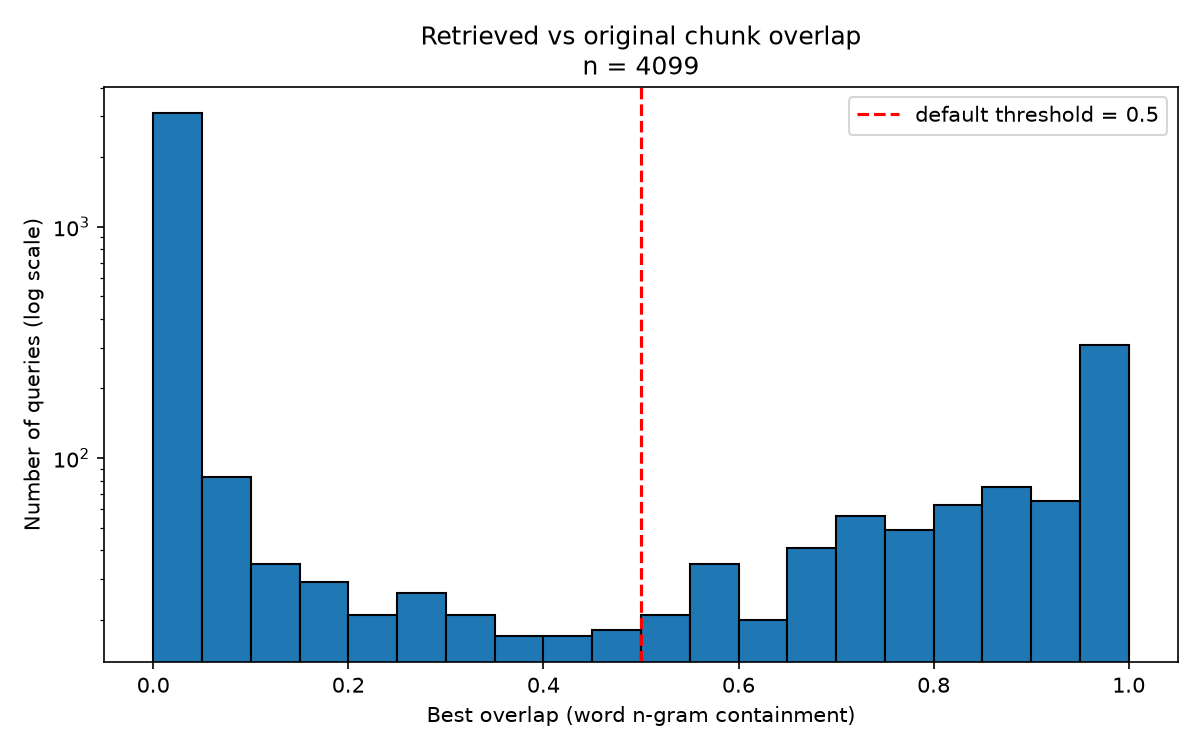 Retrieved vs original chunk overlap
n = 4099
default threshold = 0.5
Number of queries (log scale)
10³
10²
0.0 0.2 0.4 0.6 0.8 1.0
Best overlap (word n-gram containment)